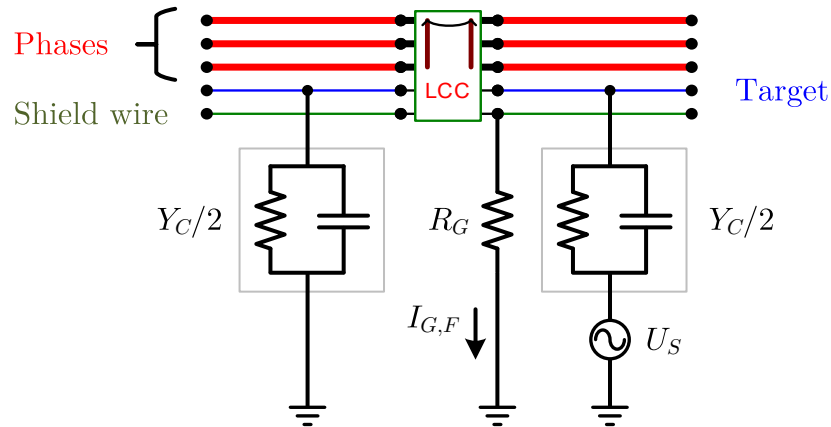 Phases
LCC
Target
Shield wire
Y_C/2
R_G
Y_C/2
I_{G,F}
U_S